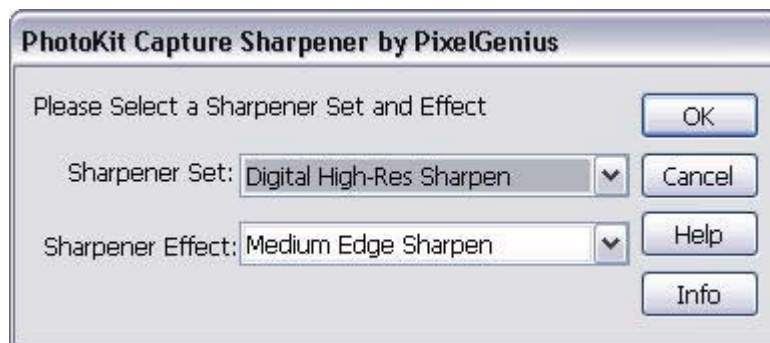 PhotoKit Capture Sharpener by PixelGenius
Please Select a Sharpener Set and Effect
OK
Sharpener Set: Digital High-Res Sharpen
Cancel
Sharpener Effect: Medium Edge Sharpen
Help
Info